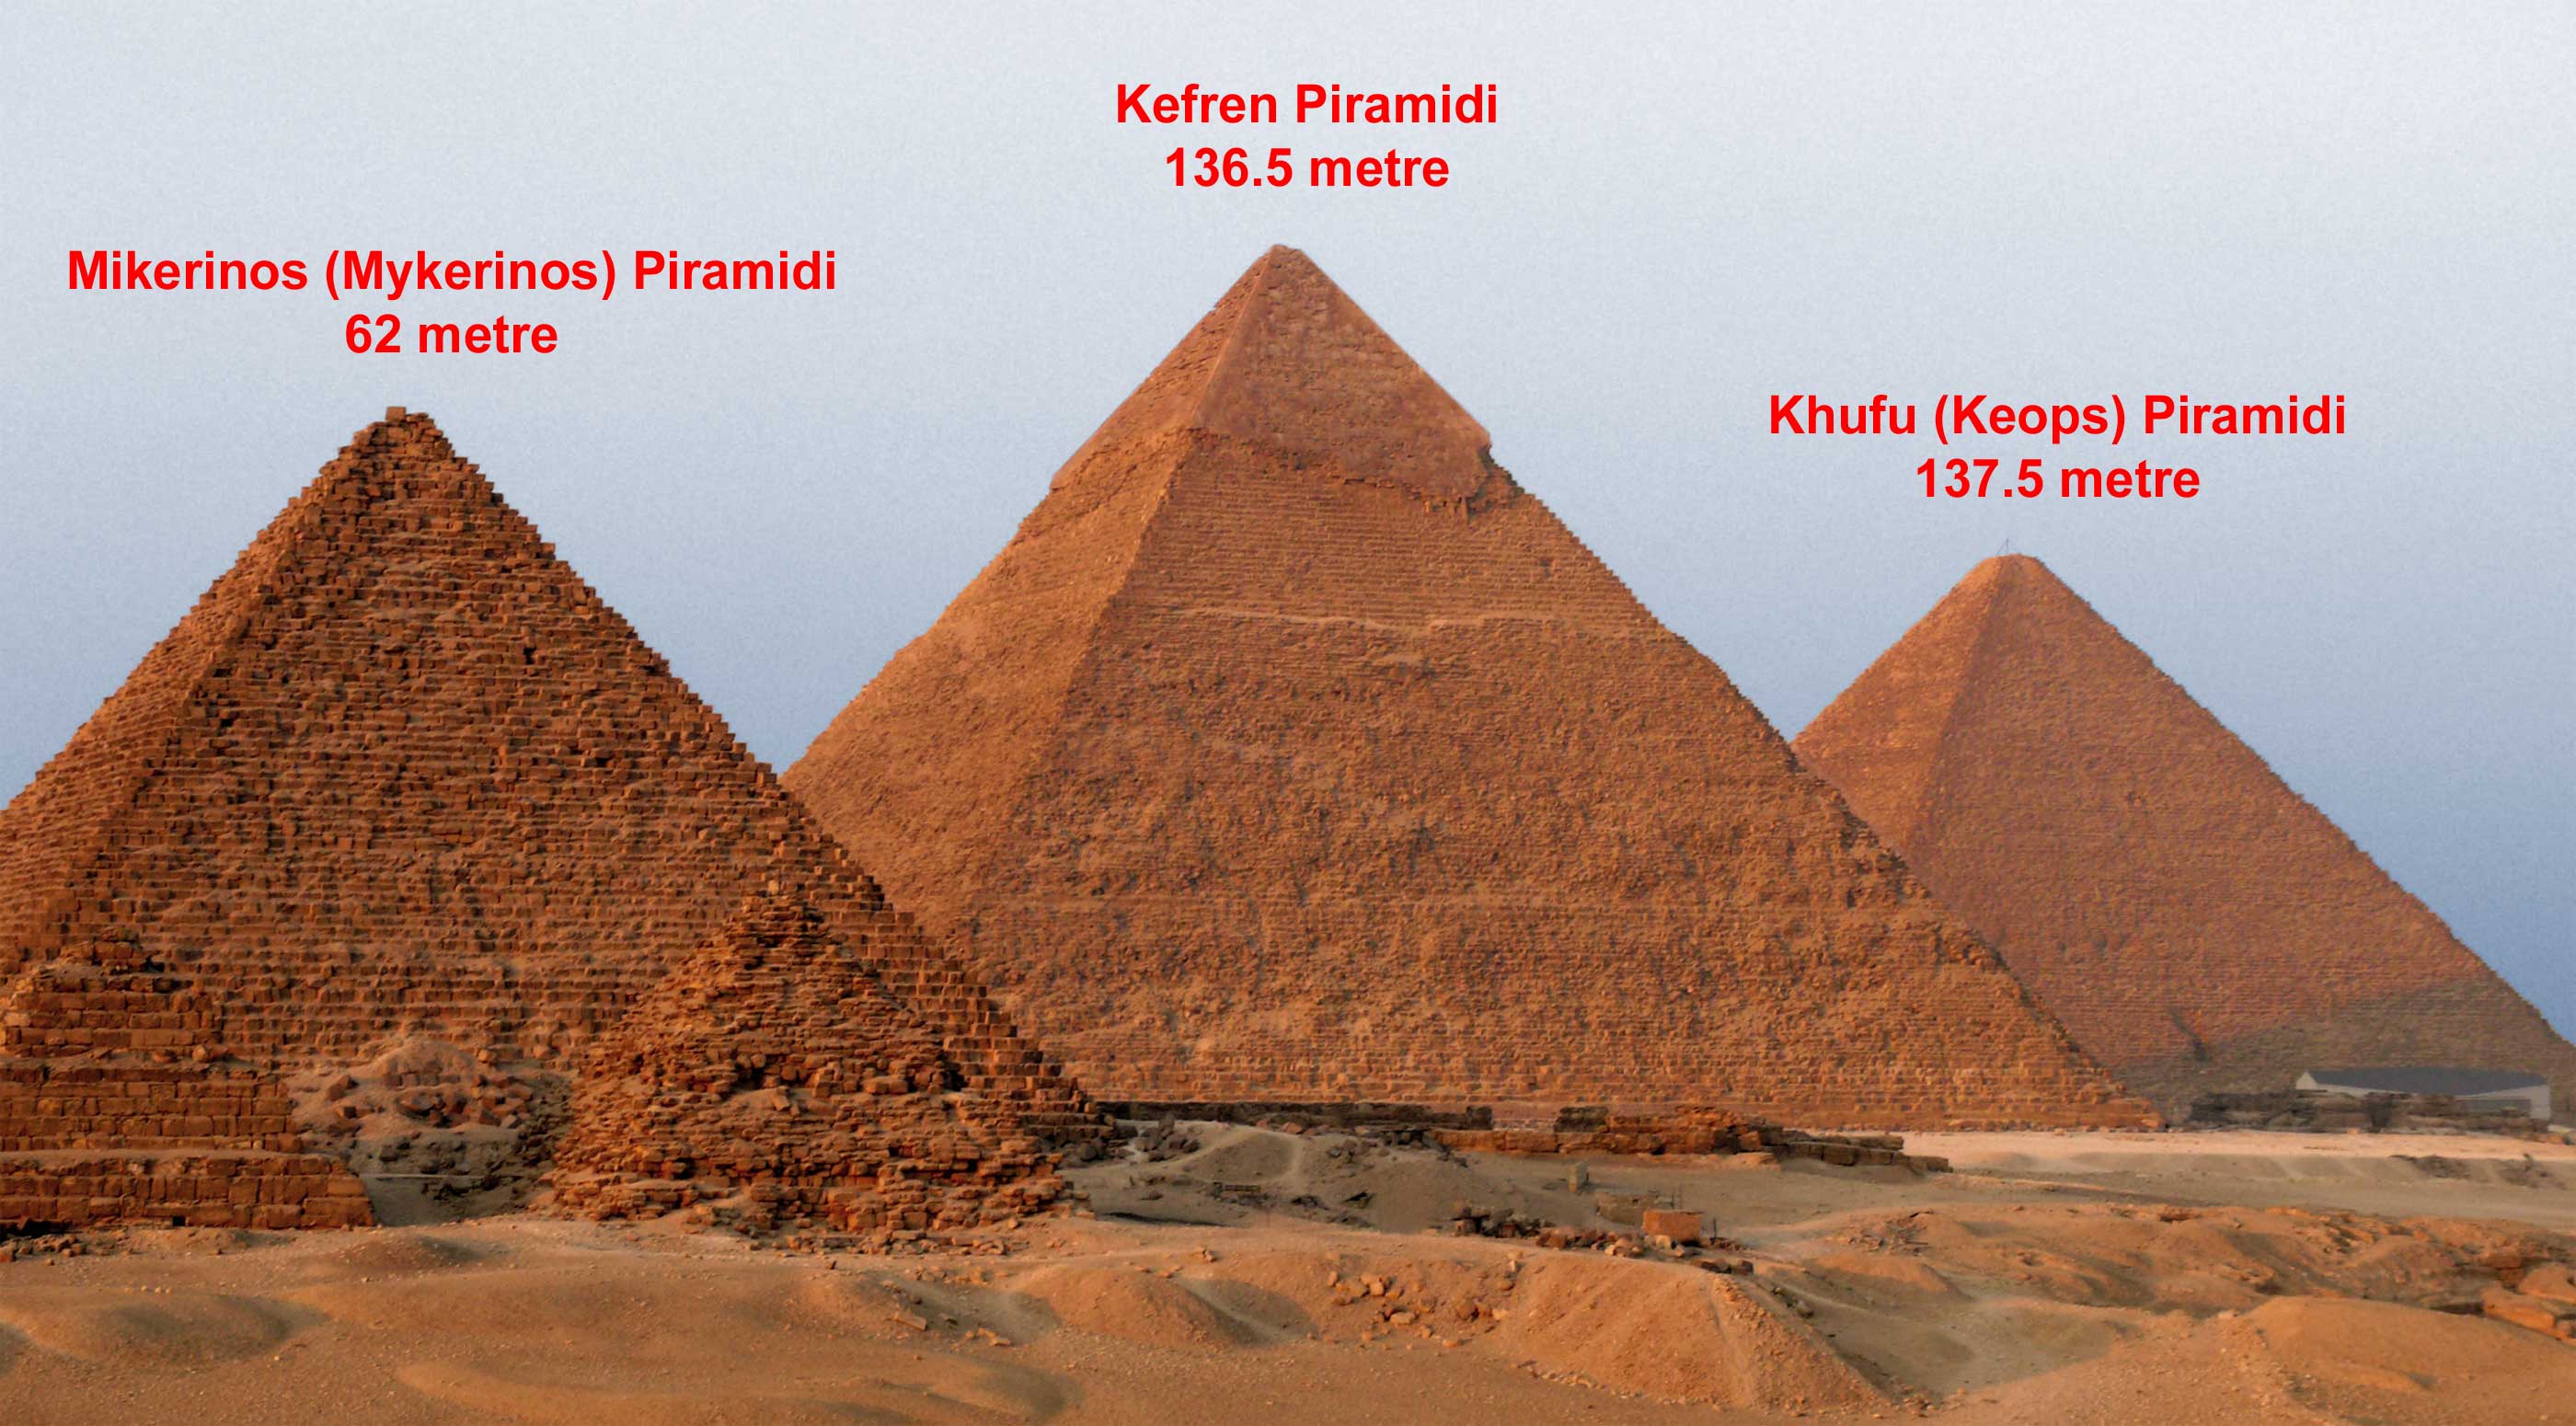 Kefren Piramidi
136.5 metre
Mikerinos (Mykerinos) Piramidi
62 metre
Khufu (Keops) Piramidi
137.5 metre